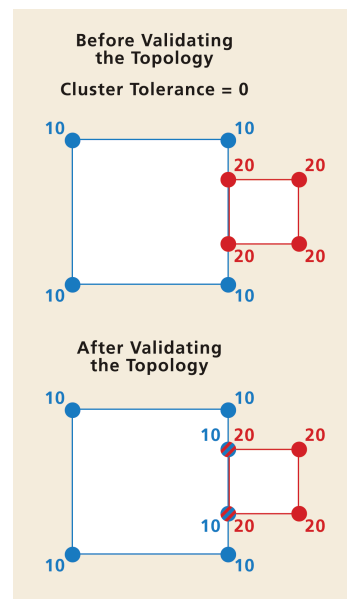 Before Validating
the Topology
Cluster Tolerance = 0
10 10
20 20
20 20
10 10
After Validating
the Topology
10 10
10 20 20
10 20 20
10 10